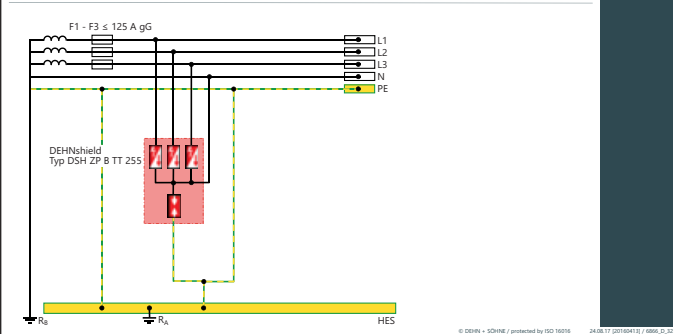 F1 - F3 ≤ 125 A gG
L1
L2
L3
N
PE
DEHNshield
Typ DSH ZP B TT 255
RB
RA
HES
© DEHN + SÖHNE / protected by ISO 16016
24.08.17 [20160413] / 6866_D_32